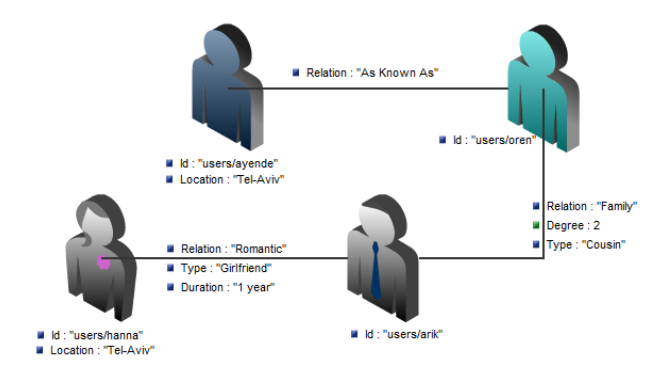 Relation : "As Known As"
Id : "users/oren"
Id : "users/ayende"
Location : "Tel-Aviv"
Relation : "Family"
Degree : 2
Type : "Cousin"
Relation : "Romantic"
Type : "Girlfriend"
Duration : "1 year"
Id : "users/hanna"
Location : "Tel-Aviv"
Id : "users/arik"